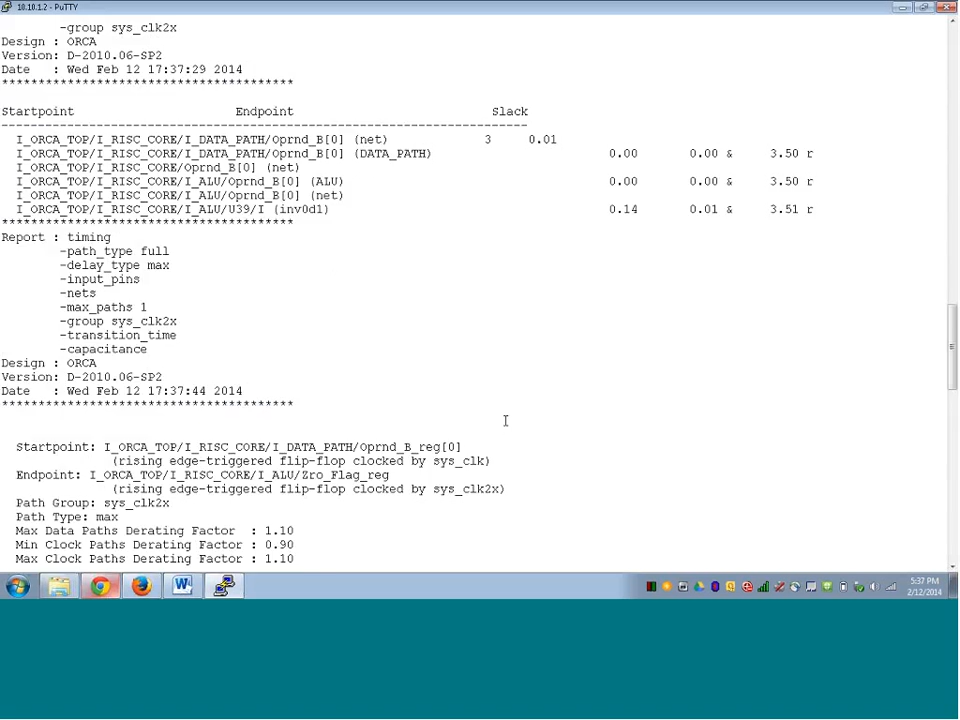 10.10.1.2 - PuTTY
-group sys_clk2x
Design : ORCA
Version: D-2010.06-SP2
Date   : Wed Feb 12 17:37:29 2014
****************************************
Startpoint                      Endpoint                           Slack
------------------------------------------------------------------------
I_ORCA_TOP/I_RISC_CORE/I_DATA_PATH/Oprnd_B[0] (net)             3     0.01
I_ORCA_TOP/I_RISC_CORE/I_DATA_PATH/Oprnd_B[0] (DATA_PATH)                        0.00       0.00 &     3.50 r
I_ORCA_TOP/I_RISC_CORE/Oprnd_B[0] (net)
I_ORCA_TOP/I_RISC_CORE/I_ALU/Oprnd_B[0] (ALU)                                    0.00       0.00 &     3.50 r
I_ORCA_TOP/I_RISC_CORE/I_ALU/Oprnd_B[0] (net)
I_ORCA_TOP/I_RISC_CORE/I_ALU/U39/I (inv0d1)                                      0.14       0.01 &     3.51 r
****************************************
Report : timing
-path_type full
-delay_type max
-input_pins
-nets
-max_paths 1
-group sys_clk2x
-transition_time
-capacitance
Design : ORCA
Version: D-2010.06-SP2
Date   : Wed Feb 12 17:37:44 2014
****************************************
Startpoint: I_ORCA_TOP/I_RISC_CORE/I_DATA_PATH/Oprnd_B_reg[0]
(rising edge-triggered flip-flop clocked by sys_clk)
Endpoint: I_ORCA_TOP/I_RISC_CORE/I_ALU/Zro_Flag_reg
(rising edge-triggered flip-flop clocked by sys_clk2x)
Path Group: sys_clk2x
Path Type: max
Max Data Paths Derating Factor  : 1.10
Min Clock Paths Derating Factor : 0.90
Max Clock Paths Derating Factor : 1.10
5:37 PM
2/12/2014